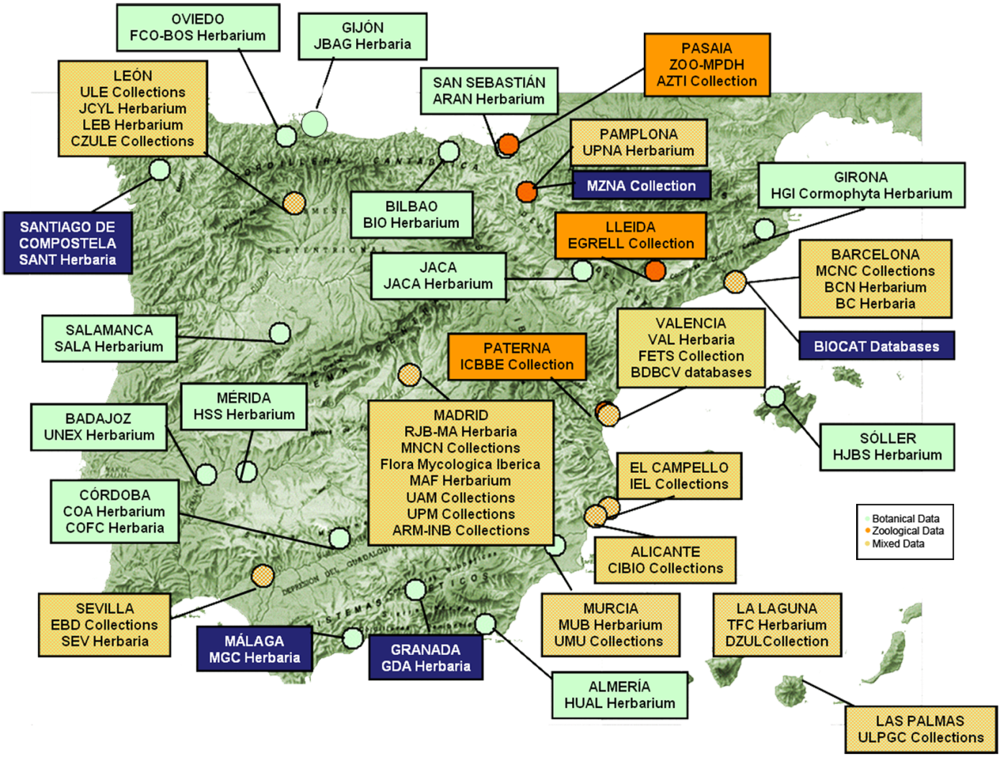 OVIEDO
FCO-BOS Herbarium
GIJÓN
JBAG Herbaria
LEÓN
ULE Collections
JCYL Herbarium
LEB Herbarium
CZULE Collections
SAN SEBASTIÁN
ARAN Herbarium
PASAIA
ZOO-MPDH
AZTI Collection
PAMPLONA
UPNA Herbarium
MZNA Collection
GIRONA
HGI Cormophyta Herbarium
SANTIAGO DE
COMPOSTELA
SANT Herbaria
BILBAO
BIO Herbarium
LLEIDA
EGRELL Collection
JACA
JACA Herbarium
BARCELONA
MCNC Collections
BCN Herbarium
BC Herbaria
BIOCAT Databases
SALAMANCA
SALA Herbarium
PATERNA
ICBBE Collection
VALENCIA
VAL Herbaria
FETS Collection
BDBCV databases
MÉRIDA
HSS Herbarium
BADAJOZ
UNEX Herbarium
MADRID
RJB-MA Herbaria
MNCN Collections
Flora Mycologica Iberica
MAF Herbarium
UAM Collections
UPM Collections
ARM-INB Collections
SÓLLER
HJBS Herbarium
EL CAMPELLO
IEL Collections
CÓRDOBA
COA Herbarium
COFC Herbaria
Botanical Data
Zoological Data
Mixed Data
ALICANTE
CIBIO Collections
SEVILLA
EBD Collections
SEV Herbaria
MÁLAGA
MGC Herbaria
GRANADA
GDA Herbaria
MURCIA
MUB Herbarium
UMU Collections
LA LAGUNA
TFC Herbarium
DZULCollection
ALMERÍA
HUAL Herbarium
LAS PALMAS
ULPGC Collections
CORDILLERA CANTABRICA
SEPTENTRIONAL
DEPRESION DEL GUADALQUI